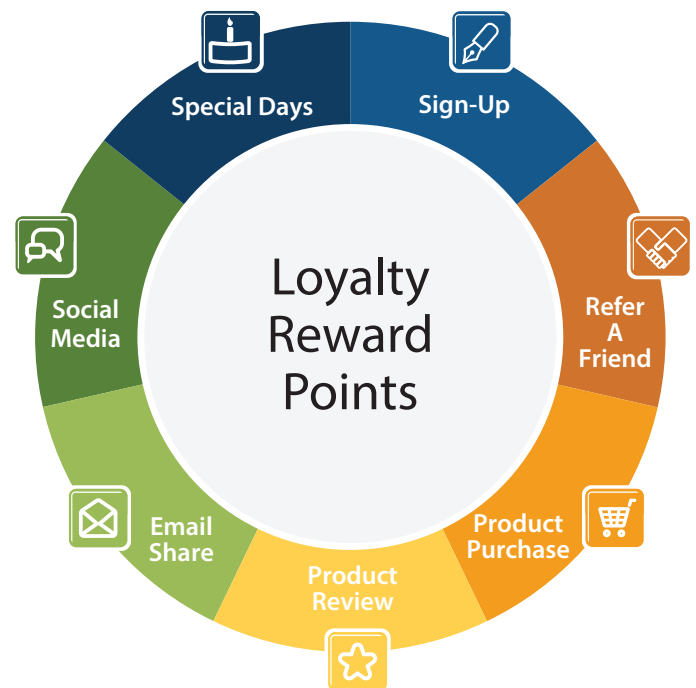 Special Days
Sign-Up
Refer
A
Friend
Product
Purchase
Product
Review
Email
Share
Social
Media
Loyalty
Reward
Points